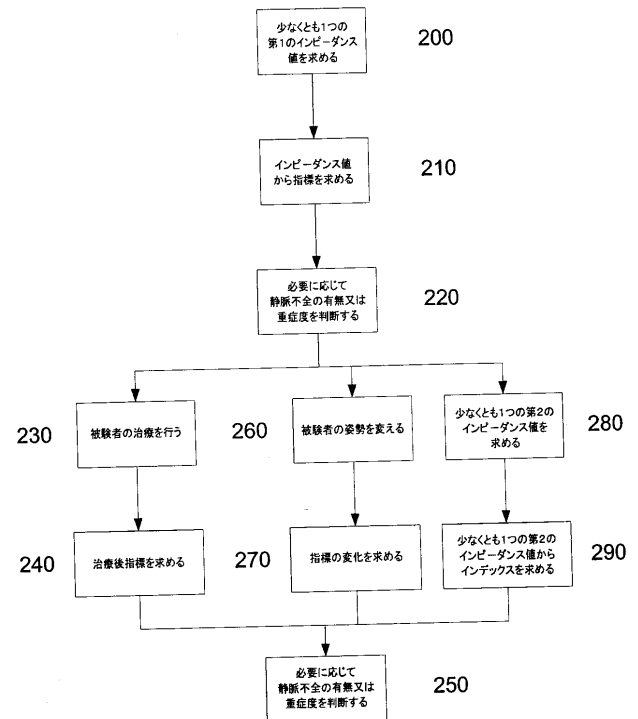 少なくとも1つの
第1のインピーダンス
値を求める
200
インピーダンス値
から指標を求める
210
必要に応じて
静脈不全の有無又は
重症度を判断する
220
230
被験者の治療を行う
260
被験者の姿勢を変える
少なくとも1つの第2の
インピーダンス値を
求める
280
240
治療後指標を求める
270
指標の変化を求める
少なくとも1つの第2の
インピーダンス値から
インデックスを求める
290
必要に応じて
静脈不全の有無又は
重症度を判断する
250